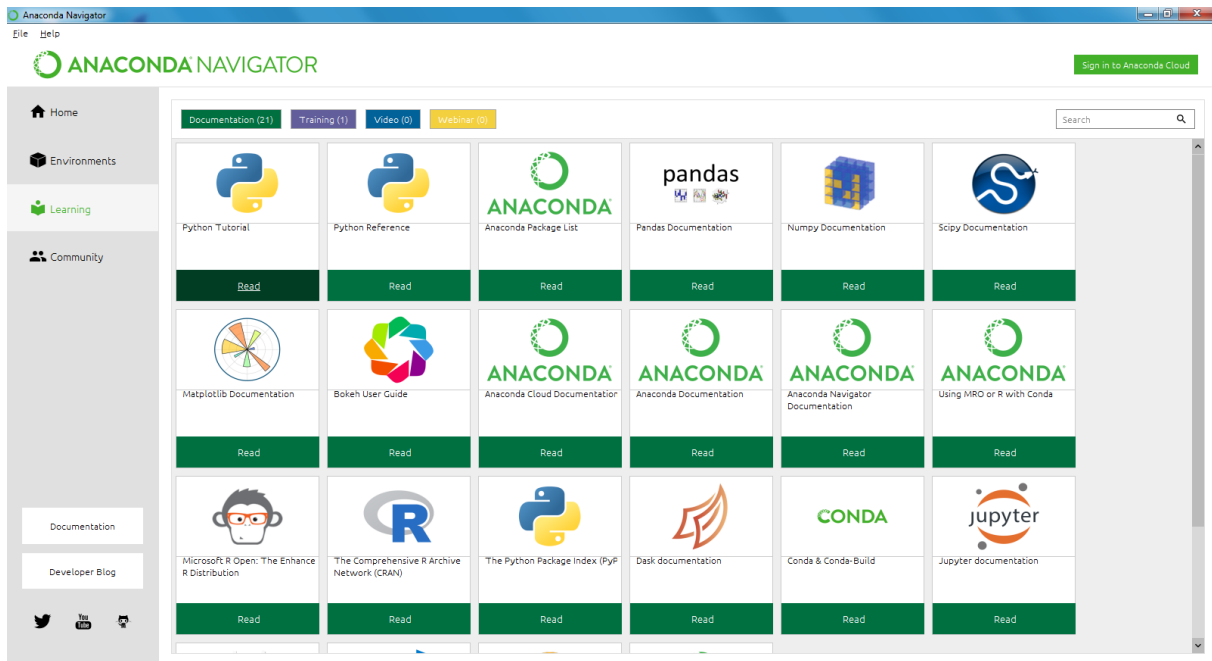 Anaconda Navigator
File Help
ANACONDA NAVIGATOR
Sign in to Anaconda Cloud
Home
Environments
Learning
Community
Documentation (21) Training (1) Video (0) Webinar (0)
Search
pandas
ANACONDA
Python Tutorial
Python Reference
Anaconda Package List
Pandas Documentation
Numpy Documentation
Scipy Documentation
Read Read Read Read Read Read
ANACONDA ANACONDA ANACONDA ANACONDA
Matplotlib Documentation
Bokeh User Guide
Anaconda Cloud Documentation
Anaconda Documentation
Anaconda Navigator
Documentation
Using MRO or R with Conda
Read Read Read Read Read Read
R
CONDA
jupyter
Microsoft R Open: The Enhance
R Distribution
The Comprehensive R Archive
Network (CRAN)
The Python Package Index (PyP
Dask documentation
Conda & Conda-Build
Jupyter documentation
Read Read Read Read Read Read
Documentation
Developer Blog
You
Tube